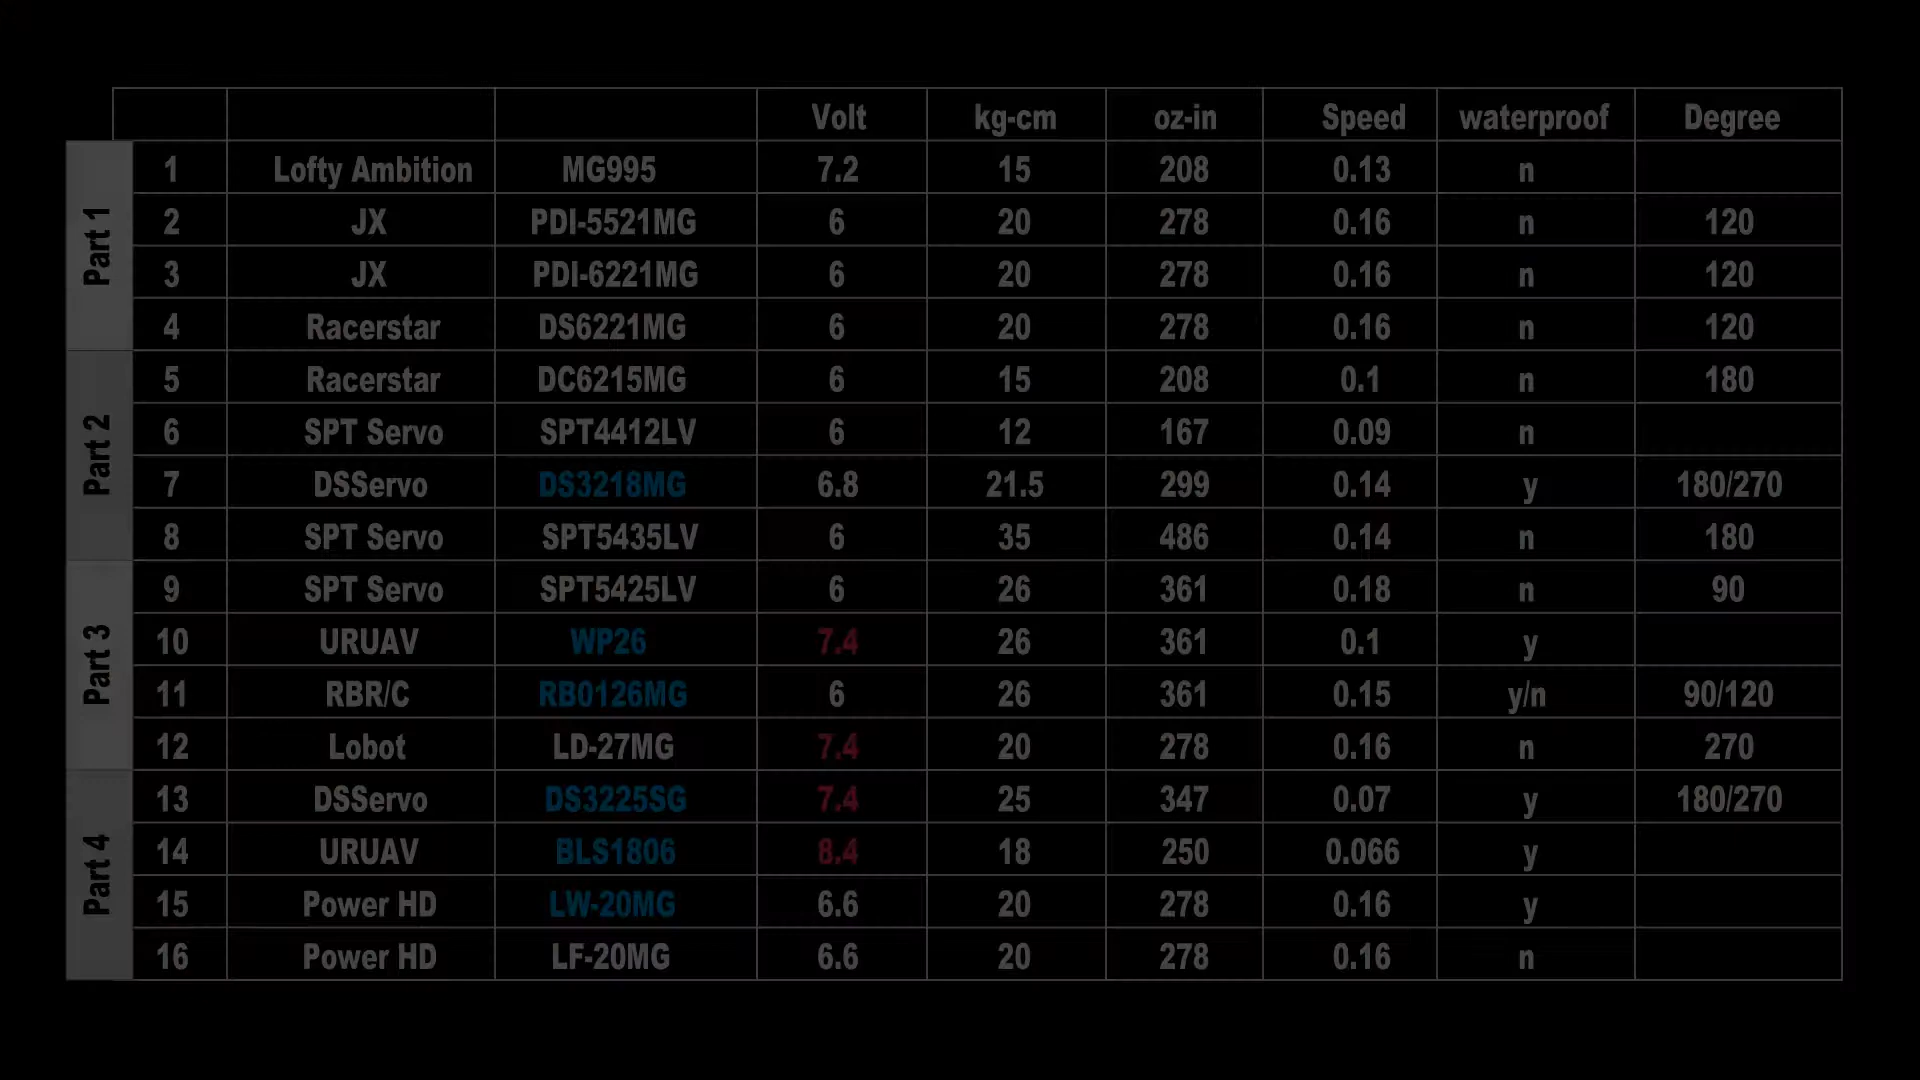 Volt kg-cm oz-in Speed waterproof Degree
Part 1
1 Lofty Ambition MG995 7.2 15 208 0.13 n
2 JX PDI-5521MG 6 20 278 0.16 n 120
3 JX PDI-6221MG 6 20 278 0.16 n 120
4 Racerstar DS6221MG 6 20 278 0.16 n 120
Part 2
5 Racerstar DC6215MG 6 15 208 0.1 n 180
6 SPT Servo SPT4412LV 6 12 167 0.09 n
7 DSServo DS3218MG 6.8 21.5 299 0.14 y 180/270
8 SPT Servo SPT5435LV 6 35 486 0.14 n 180
Part 3
9 SPT Servo SPT5425LV 6 26 361 0.18 n 90
10 URUAV WP26 7.4 26 361 0.1 y
11 RBR/C RB0126MG 6 26 361 0.15 y/n 90/120
12 Lobot LD-27MG 7.4 20 278 0.16 n 270
Part 4
13 DSServo DS3225SG 7.4 25 347 0.07 y 180/270
14 URUAV BLS1806 8.4 18 250 0.066 y
15 Power HD LW-20MG 6.6 20 278 0.16 y
16 Power HD LF-20MG 6.6 20 278 0.16 n